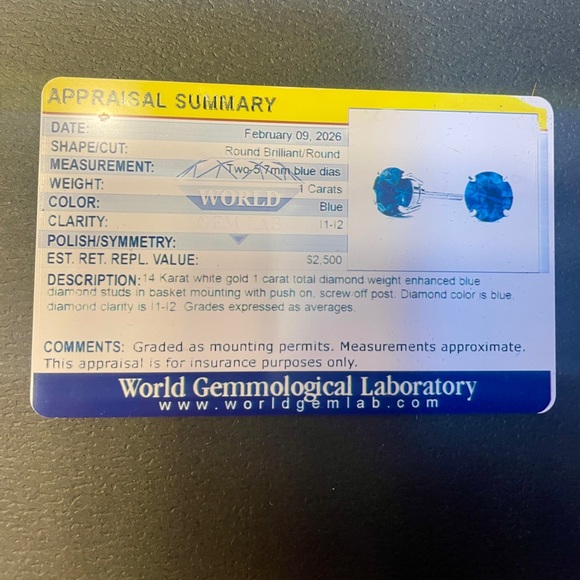 APPRAISAL SUMMARY
DATE: February 09, 2026
SHAPE/CUT: Round Brilliant/Round
MEASUREMENT: Two 5.7mm blue dias
WEIGHT: 1 Carats
WORLD
COLOR: Blue
CLARITY: I1-I2
POLISH/SYMMETRY:
EST. RET. REPL. VALUE: $2,500
DESCRIPTION: 14 Karat white gold 1 carat total diamond weight enhanced blue
diamond studs in basket mounting with push on, screw off post. Diamond color is blue,
diamond clarity is I1-I2. Grades expressed as averages.
COMMENTS: Graded as mounting permits. Measurements approximate.
This appraisal is for insurance purposes only.
World Gemmological Laboratory
www.worldgemlab.com